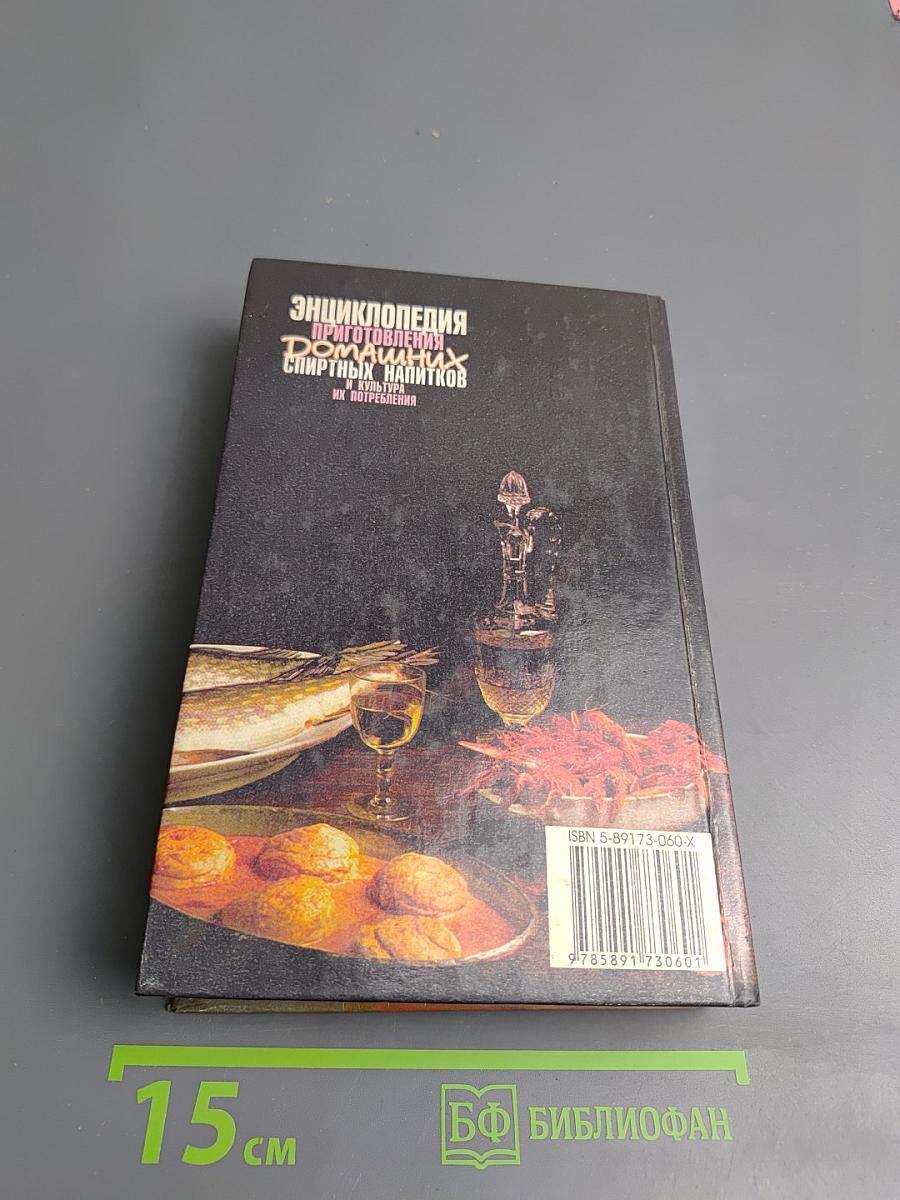 ЭНЦИКЛОПЕДИЯ
ПРИГОТОВЛЕНИЯ
ДОМАШНИХ
СПИРТНЫХ НАПИТКОВ
И КУЛЬТУРА
ИХ ПОТРЕБЛЕНИЯ
ISBN 5-89173-060-X
9 785891 730601
15 см
БФ БИБЛИОФАН